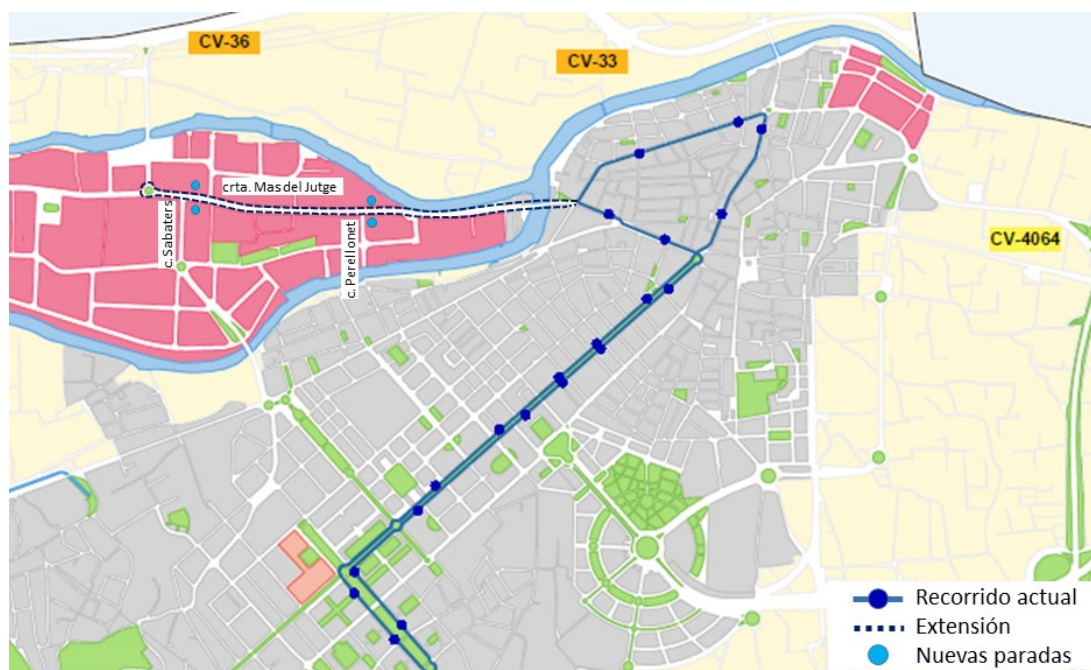 CV-36
CV-33
crta. Mas del Jutge
c. Sabaters
c. Perellonet
CV-4064
Recorrido actual
Extensión
Nuevas paradas